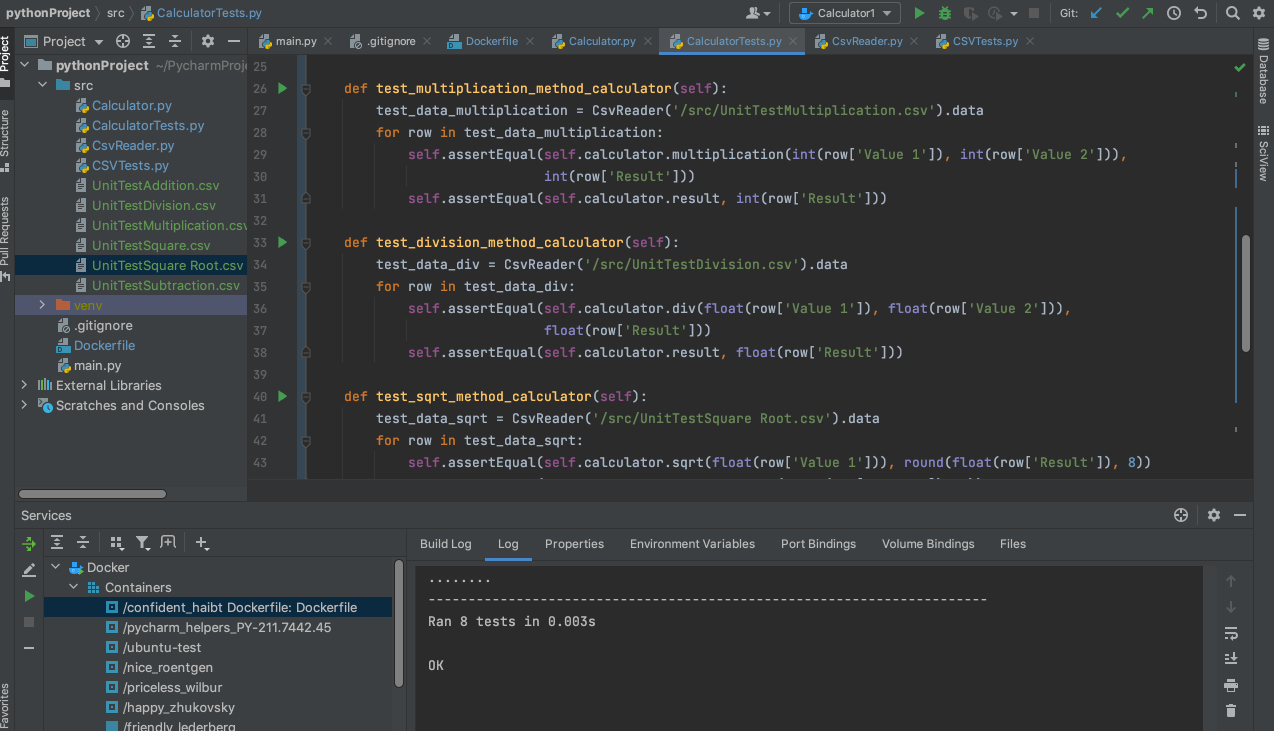 pythonProject src CalculatorTests.py Calculator1 Git:
Project main.py .gitignore Dockerfile Calculator.py CalculatorTests.py CsvReader.py CSVTests.py
Project
Structure
Pull Requests
Favorites
pythonProject ~/PycharmProj
src
Calculator.py
CalculatorTests.py
CsvReader.py
CSVTests.py
UnitTestAddition.csv
UnitTestDivision.csv
UnitTestMultiplication.csv
UnitTestSquare.csv
UnitTestSquare Root.csv
UnitTestSubtraction.csv
venv
.gitignore
Dockerfile
main.py
External Libraries
Scratches and Consoles
25
26 def test_multiplication_method_calculator(self):
27 test_data_multiplication = CsvReader('/src/UnitTestMultiplication.csv').data
28 for row in test_data_multiplication:
29 self.assertEqual(self.calculator.multiplication(int(row['Value 1']), int(row['Value 2'])),
30 int(row['Result']))
31 self.assertEqual(self.calculator.result, int(row['Result']))
32
33 def test_division_method_calculator(self):
34 test_data_div = CsvReader('/src/UnitTestDivision.csv').data
35 for row in test_data_div:
36 self.assertEqual(self.calculator.div(float(row['Value 1']), float(row['Value 2'])),
37 float(row['Result']))
38 self.assertEqual(self.calculator.result, float(row['Result']))
39
40 def test_sqrt_method_calculator(self):
41 test_data_sqrt = CsvReader('/src/UnitTestSquare Root.csv').data
42 for row in test_data_sqrt:
43 self.assertEqual(self.calculator.sqrt(float(row['Value 1'])), round(float(row['Result']), 8))
Database
SciView
Services
Docker
Containers
/confident_haibt Dockerfile: Dockerfile
/pycharm_helpers_PY-211.7442.45
/ubuntu-test
/nice_roentgen
/priceless_wilbur
/happy_zhukovsky
/friendly_lederberg
Build Log Log Properties Environment Variables Port Bindings Volume Bindings Files
........
----------------------------------------------------------------------
Ran 8 tests in 0.003s
OK